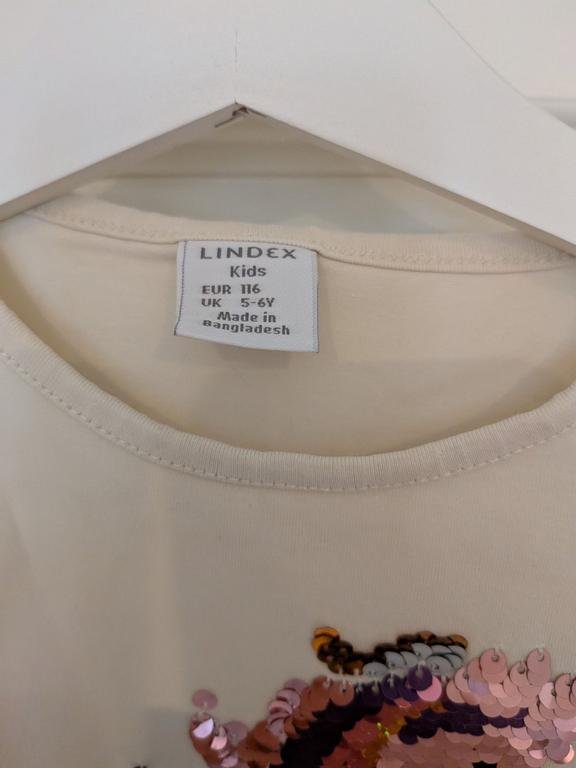 LINDEX
Kids
EUR 116
UK 5-6Y
Made in
Bangladesh